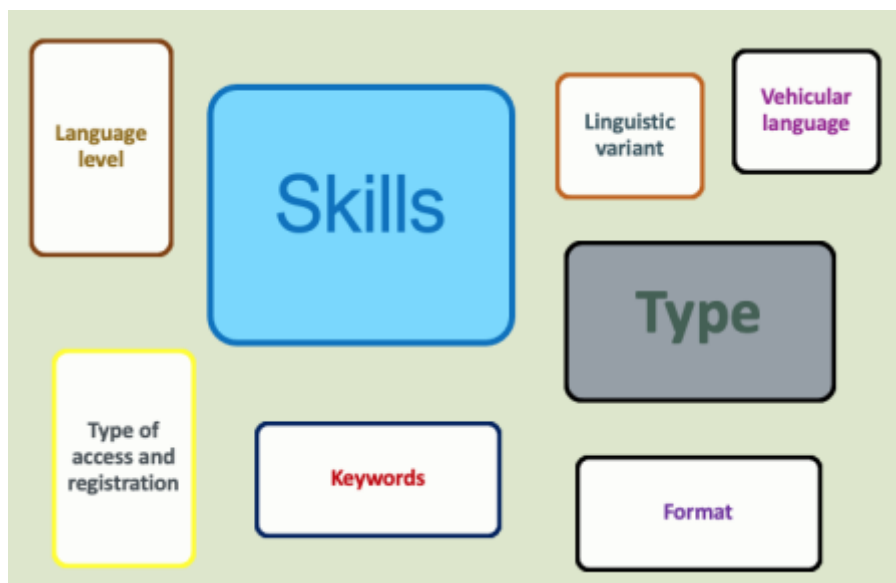 Language
level
Skills
Linguistic
variant
Vehicular
language
Type
Type of
access and
registration
Keywords
Format